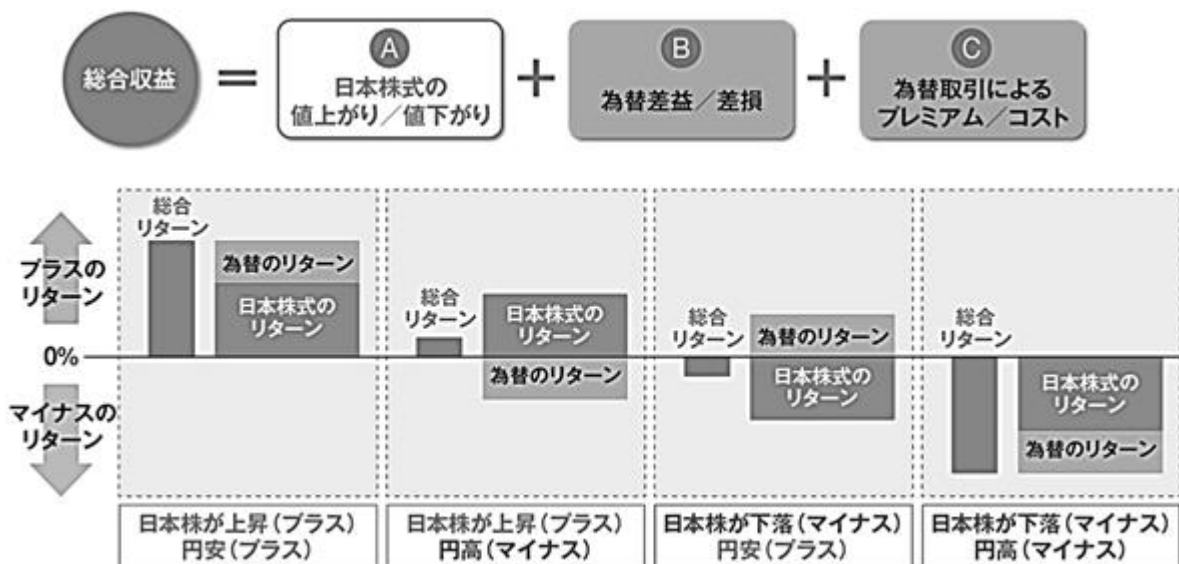 総合収益
=
A
日本株式の
値上がり/値下がり
+
B
為替差益/差損
+
C
為替取引による
プレミアム/コスト
プラスの
リターン
0%
マイナスの
リターン
総合
リターン
為替のリターン
日本株式の
リターン
日本株が上昇(プラス)
円安(プラス)
総合
リターン
日本株式の
リターン
為替のリターン
日本株が上昇(プラス)
円高(マイナス)
総合
リターン
為替のリターン
日本株式の
リターン
日本株が下落(マイナス)
円安(プラス)
総合
リターン
日本株式の
リターン
為替のリターン
日本株が下落(マイナス)
円高(マイナス)